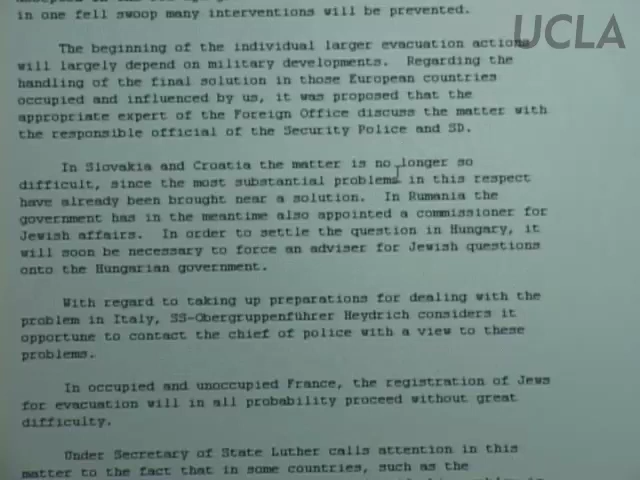 in one fell swoop many interventions will be prevented.
UCLA
The beginning of the individual larger evacuation actions
will largely depend on military developments. Regarding the
handling of the final solution in those European countries
occupied and influenced by us, it was proposed that the
appropriate expert of the Foreign Office discuss the matter with
the responsible official of the Security Police and SD.
In Slovakia and Croatia the matter is no longer so
difficult, since the most substantial problems in this respect
have already been brought near a solution. In Rumania the
government has in the meantime also appointed a commissioner for
Jewish affairs. In order to settle the question in Hungary, it
will soon be necessary to force an adviser for Jewish questions
onto the Hungarian government.
With regard to taking up preparations for dealing with the
problem in Italy, SS-Obergruppenführer Heydrich considers it
opportune to contact the chief of police with a view to these
problems.
In occupied and unoccupied France, the registration of Jews
for evacuation will in all probability proceed without great
difficulty.
Under Secretary of State Luther calls attention in this
matter to the fact that in some countries, such as the